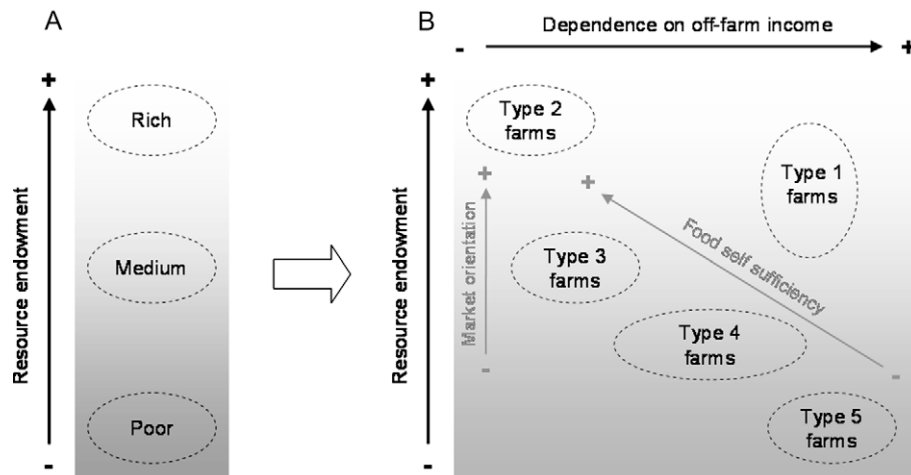 A
+
Resource endowment
-
Rich
Medium
Poor
B
Dependence on off-farm income
-
+
+
Resource endowment
-
Type 2
farms
Type 1
farms
+
Market orientation
-
+
Food self sufficiency
-
Type 3
farms
Type 4
farms
Type 5
farms